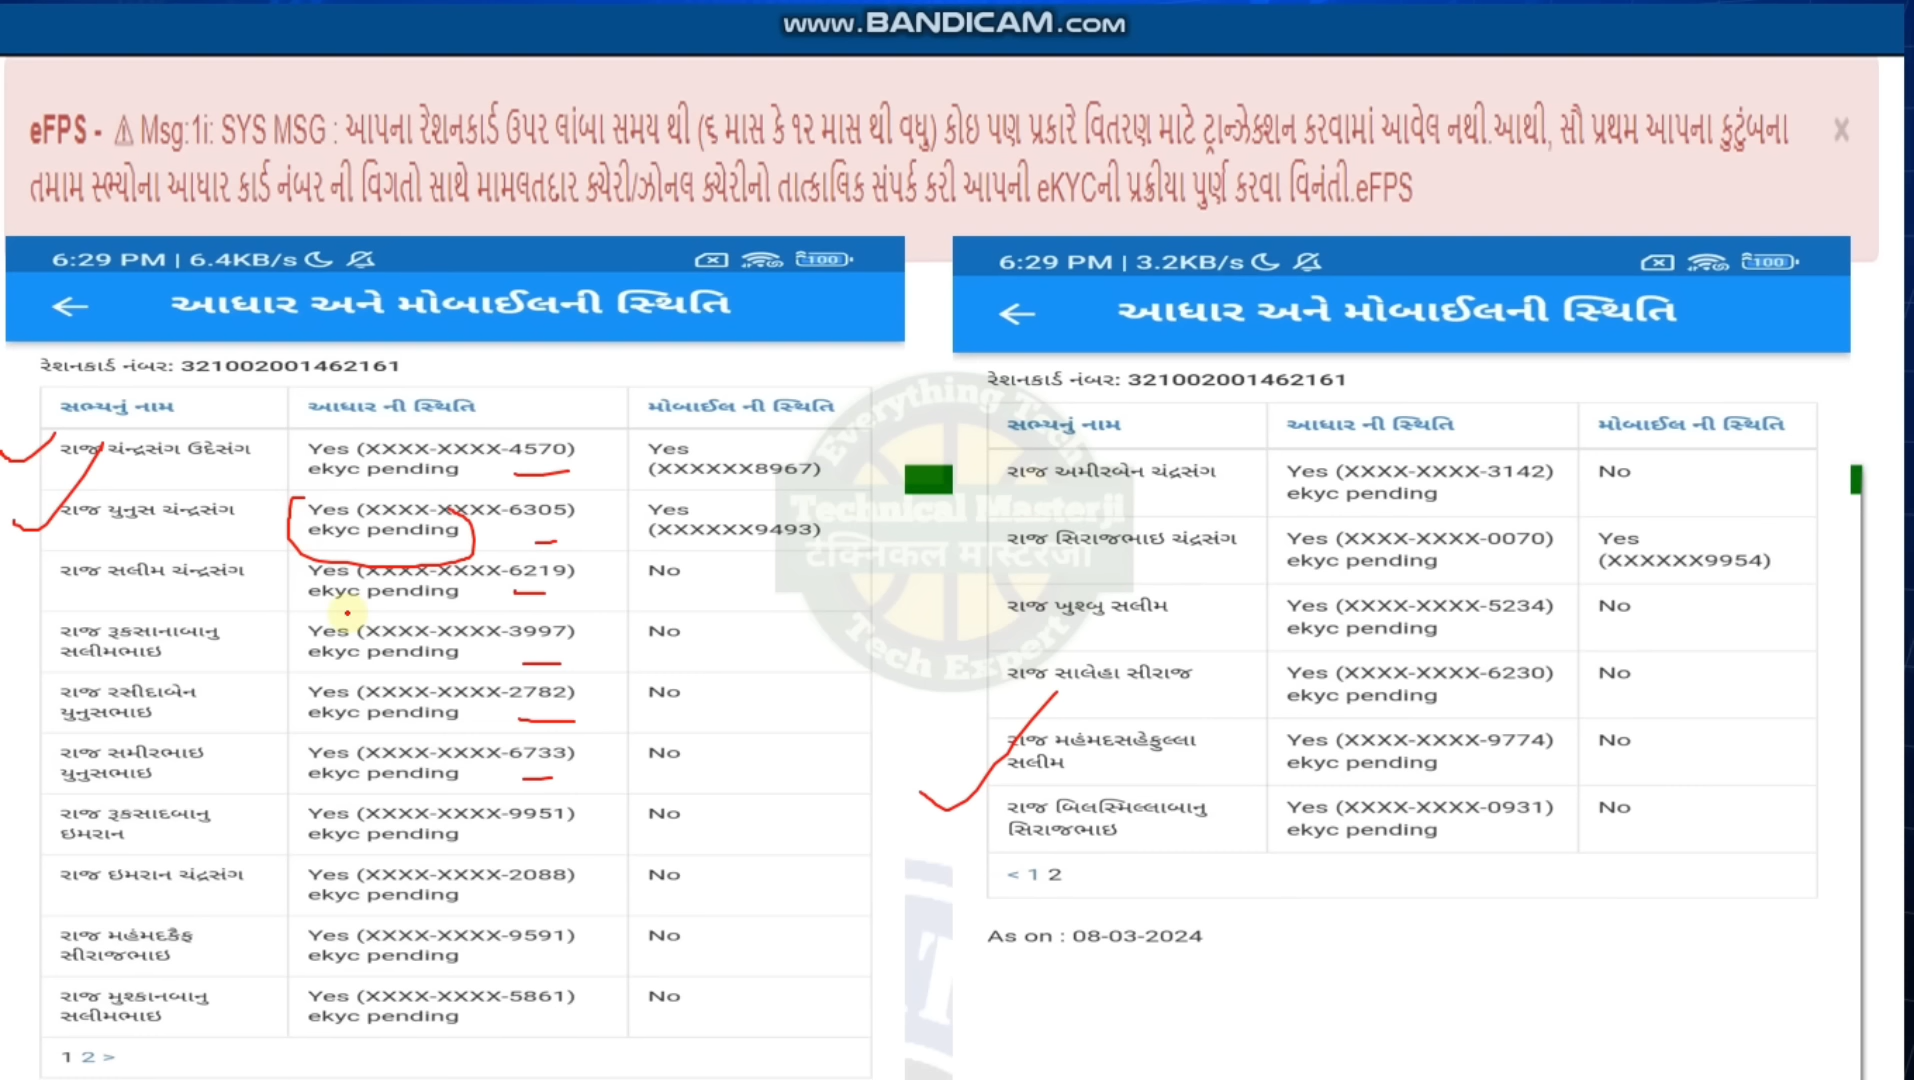 www.BANDICAM.com
eFPS - ⚠ Msg:1i: SYS MSG : આપના રેશનકાર્ડ ઉપર લાંબા સમય થી (૬ માસ કે ૧૨ માસ થી વધુ) કોઇ પણ પ્રકારે વિતરણ માટે ટ્રાન્ઝેક્શન કરવામાં આવેલ નથી.આથી, સૌ પ્રથમ આપના કુટુંબના
તમામ સ્ભ્યોના આધાર કાર્ડ નંબર ની વિગતો સાથે મામલતદાર ક્ચેરી/ઝોનલ ક્ચેરીનો તાત્કાલિક સંપર્ક કરી આપની eKYCની પ્રક્રીયા પુર્ણ કરવા વિનંતી.eFPS
6:29 PM | 6.4KB/s
100
આધાર અને મોબાઈલની સ્થિતિ
રેશનકાર્ડ નંબર: 321002001462161
સભ્યનું નામ આધાર ની સ્થિતિ મોબાઈલ ની સ્થિતિ
રાજ ચંદ્રસંગ ઉદેસંગ Yes (XXXX-XXXX-4570) Yes
ekyc pending (XXXXXX8967)
રાજ યુનુસ ચંદ્રસંગ Yes (XXXX-XXXX-6305) Yes
ekyc pending (XXXXXX9493)
રાજ સલીમ ચંદ્રસંગ Yes (XXXX-XXXX-6219) No
ekyc pending
રાજ રૂકસાનાબાનુ Yes (XXXX-XXXX-3997) No
સલીમભાઇ ekyc pending
રાજ રસીદાબેન Yes (XXXX-XXXX-2782) No
યુનુસભાઇ ekyc pending
રાજ સમીરભાઇ Yes (XXXX-XXXX-6733) No
યુનુસભાઇ ekyc pending
રાજ રૂકસાદબાનુ Yes (XXXX-XXXX-9951) No
ઇમરાન ekyc pending
રાજ ઇમરાન ચંદ્રસંગ Yes (XXXX-XXXX-2088) No
ekyc pending
રાજ મહંમદકૈફ Yes (XXXX-XXXX-9591) No
સીરાજભાઇ ekyc pending
રાજ મુશ્કાનબાનુ Yes (XXXX-XXXX-5861) No
સલીમભાઇ ekyc pending
1 2 >
6:29 PM | 3.2KB/s
100
આધાર અને મોબાઈલની સ્થિતિ
રેશનકાર્ડ નંબર: 321002001462161
સભ્યનું નામ આધાર ની સ્થિતિ મોબાઈલ ની સ્થિતિ
રાજ અમીરબેન ચંદ્રસંગ Yes (XXXX-XXXX-3142) No
ekyc pending
રાજ સિરાજભાઇ ચંદ્રસંગ Yes (XXXX-XXXX-0070) Yes
ekyc pending (XXXXXX9954)
રાજ ખુશ્બુ સલીમ Yes (XXXX-XXXX-5234) No
ekyc pending
રાજ સાલેહા સીરાજ Yes (XXXX-XXXX-6230) No
ekyc pending
રાજ મહંમદસહેફુલ્લા Yes (XXXX-XXXX-9774) No
સલીમ ekyc pending
રાજ બિલસ્મિલ્લાબાનુ Yes (XXXX-XXXX-0931) No
સિરાજભાઇ ekyc pending
< 1 2
As on : 08-03-2024
Everything Tech
Technical Masterji
टेक्निकल मास्टरजी
Tech Expert